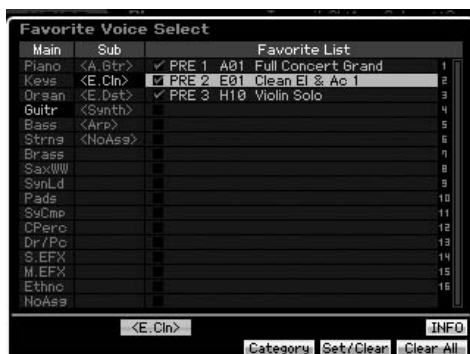 Favorite Voice Select
Main Sub Favorite List
Piano <A.Gtr> PRE 1 A01 Full Concert Grand 1
Keys <E.Cln> PRE 2 E01 Clean El & Ac 1 2
Organ <E.Dst> PRE 3 H10 Violin Solo 3
Guitr <Synth> 4
Bass <Arp> 5
Strng <NoAsg> 6
Brass 7
SaxWW 8
SynLd 9
Pads 10
SyCmp 11
CPerc 12
Dr/Pc 13
S.EFX 14
M.EFX 15
Ethnc 16
NoAsg
<E.Cln> INFO
Category Set/Clear Clear All